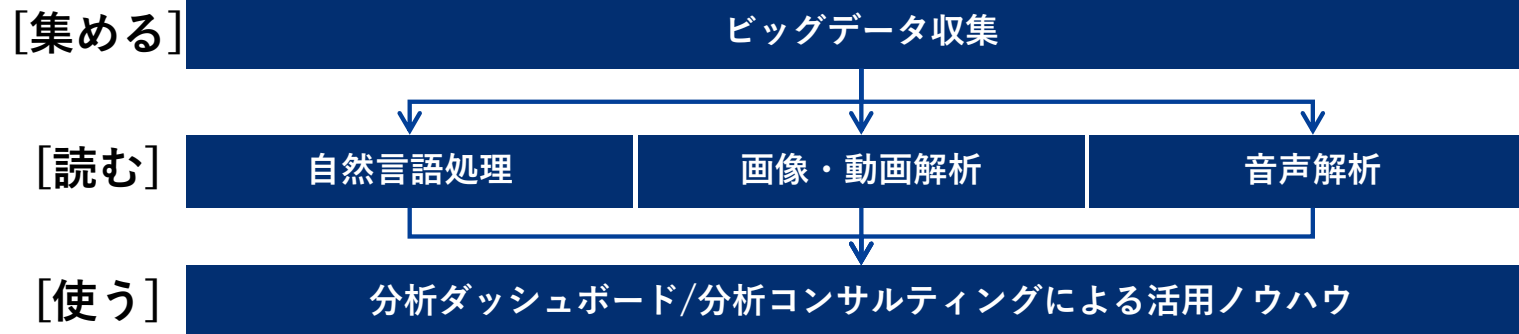 [集める] ビッグデータ収集
[読む] 自然言語処理 画像・動画解析 音声解析
[使う] 分析ダッシュボード/分析コンサルティングによる活用ノウハウ